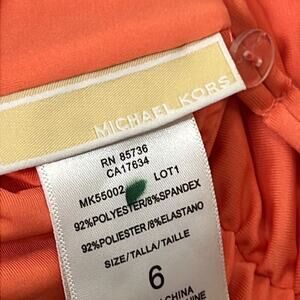 MICHAEL KORS
RN 85736
CA17634
MK55002 LOT1
92%POLYESTER/8%SPANDEX
92%POLIESTER/8%ELASTANO
SIZE/TALLA/TAILLE
6
CHINA